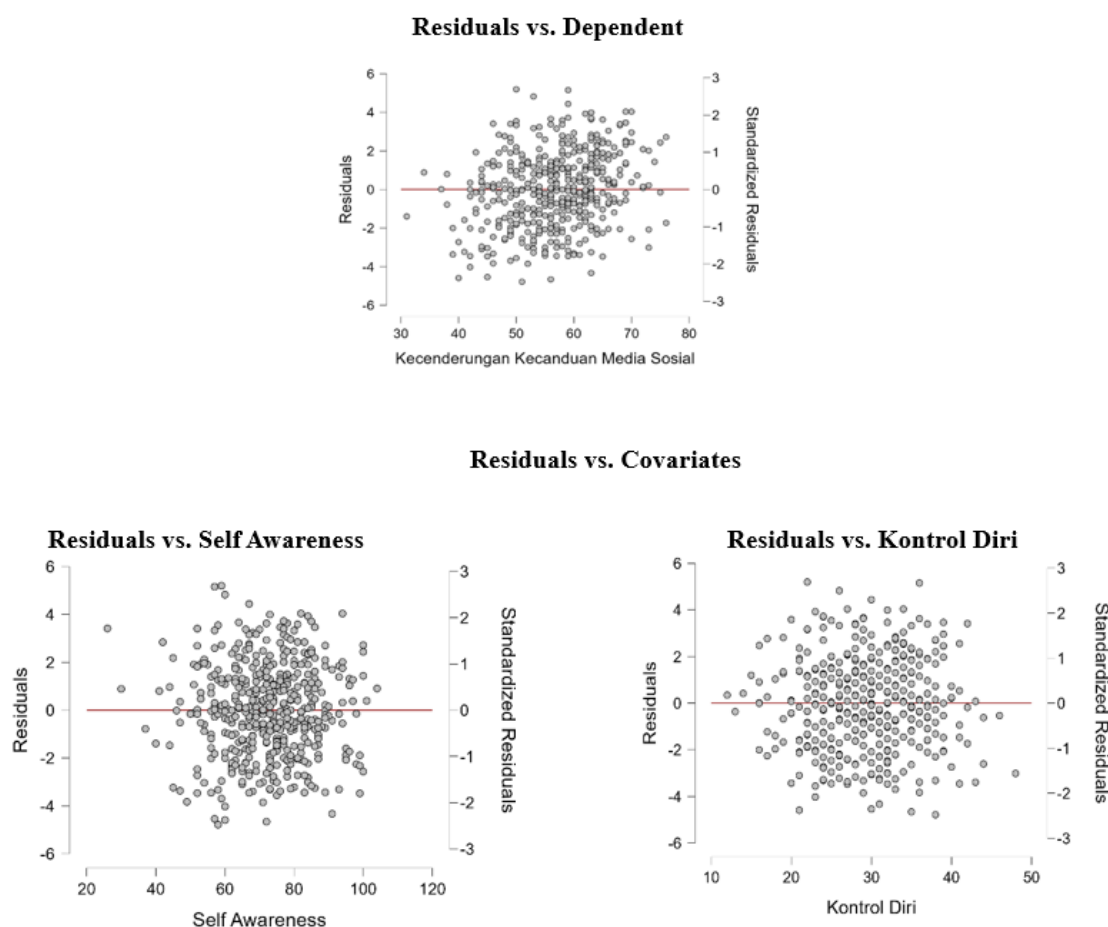 Residuals vs. Dependent
6
4
2
0
-2
-4
-6
Residuals
3
2
1
0
-1
-2
-3
Standardized Residuals
30 40 50 60 70 80
Kecenderungan Kecanduan Media Sosial
Residuals vs. Covariates
Residuals vs. Self Awareness
6
4
2
0
-2
-4
-6
Residuals
3
2
1
0
-1
-2
-3
Standardized Residuals
20 40 60 80 100 120
Self Awareness
Residuals vs. Kontrol Diri
6
4
2
0
-2
-4
-6
Residuals
3
2
1
0
-1
-2
-3
Standardized Residuals
10 20 30 40 50
Kontrol Diri